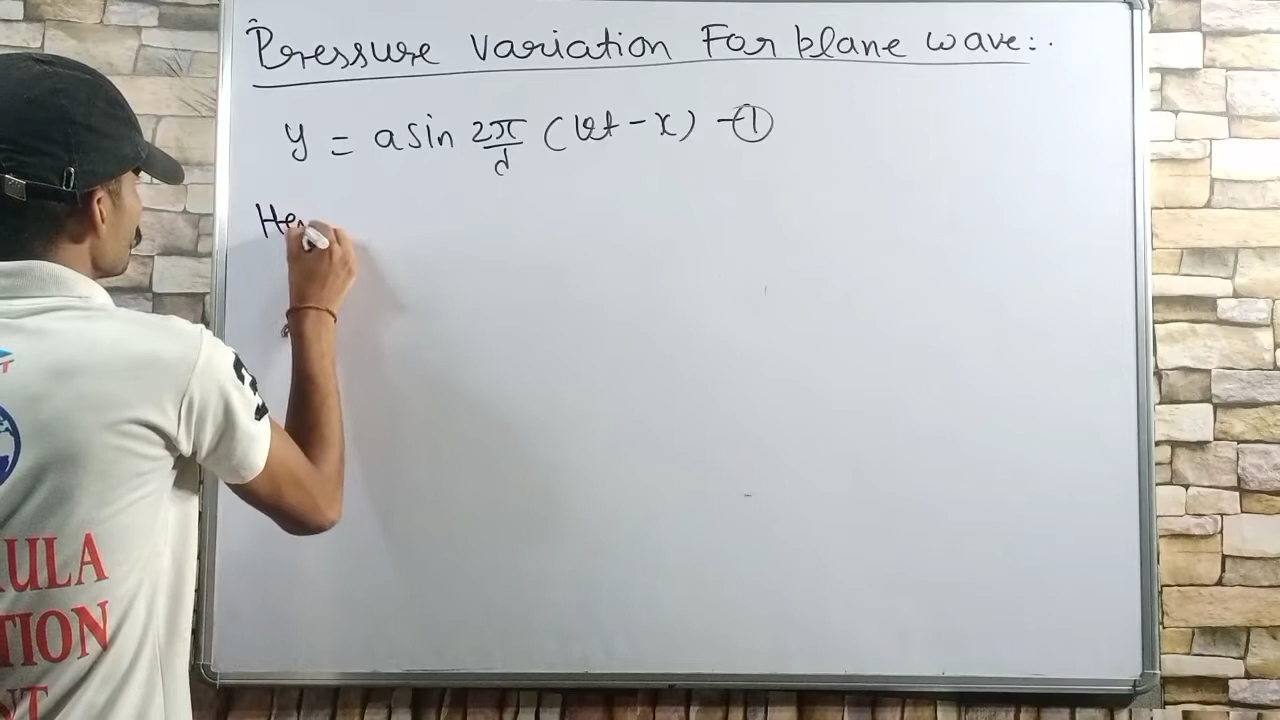 Pressure Variation For plane wave:.
y = a sin 2π/λ (vt - x) -①
He
ULA
TION